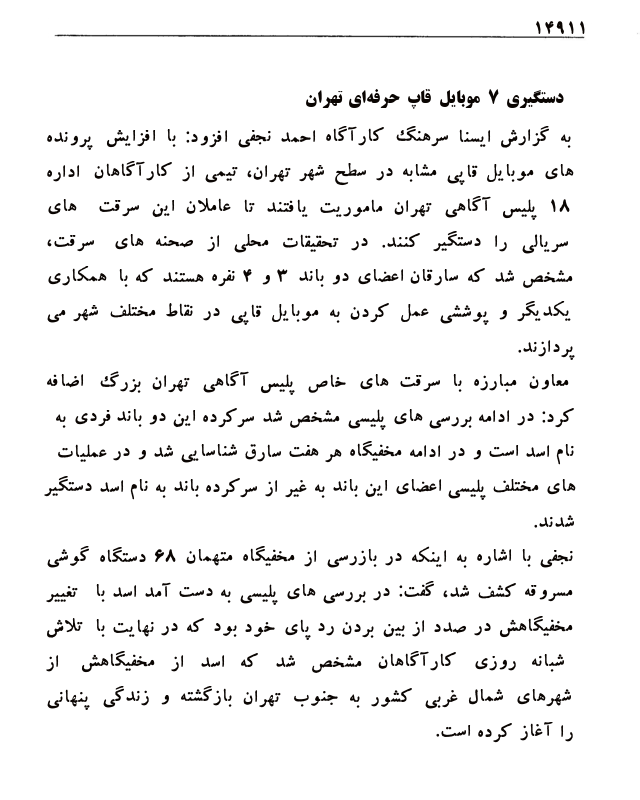 ۱۴۹۱۱
دستگیری ۷ موبایل قاپ حرفه‌ای تهران
به گزارش ایسنا سرهنگ کارآگاه احمد نجفی افزود: با افزایش پرونده
های موبایل قاپی مشابه در سطح شهر تهران، تیمی از کارآگاهان اداره
۱۸ پلیس آگاهی تهران ماموریت یافتند تا عاملان این سرقت های
سریالی را دستگیر کنند. در تحقیقات محلی از صحنه های سرقت،
مشخص شد که سارقان اعضای دو باند ۳ و ۴ نفره هستند که با همکاری
یکدیگر و پوششی عمل کردن به موبایل قاپی در نقاط مختلف شهر می
پردازند.
معاون مبارزه با سرقت های خاص پلیس آگاهی تهران بزرگ اضافه
کرد: در ادامه بررسی های پلیسی مشخص شد سرکرده این دو باند فردی به
نام اسد است و در ادامه مخفیگاه هر هفت سارق شناسایی شد و در عملیات
های مختلف پلیسی اعضای این باند به غیر از سرکرده باند به نام اسد دستگیر
شدند.
نجفی با اشاره به اینکه در بازرسی از مخفیگاه متهمان ۶۸ دستگاه گوشی
مسروقه کشف شد، گفت: در بررسی های پلیسی به دست آمد اسد با تغییر
مخفیگاهش در صدد از بین بردن رد پای خود بود که در نهایت با تلاش
شبانه روزی کارآگاهان مشخص شد که اسد از مخفیگاهش از
شهرهای شمال غربی کشور به جنوب تهران بازگشته و زندگی پنهانی
را آغاز کرده است.